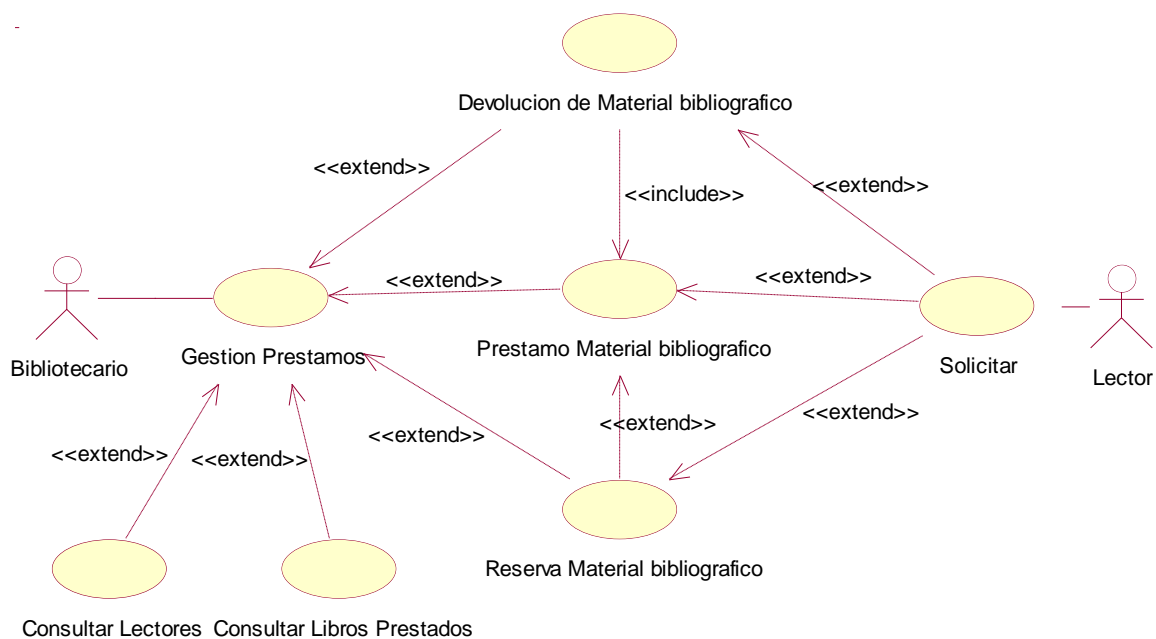 Devolucion de Material bibliografico
<<extend>>
<<include>>
<<extend>>
<<extend>>
<<extend>>
Bibliotecario
Gestion Prestamos
Prestamo Material bibliografico
Solicitar
Lector
<<extend>>
<<extend>>
<<extend>>
<<extend>>
<<extend>>
Reserva Material bibliografico
Consultar Lectores
Consultar Libros Prestados